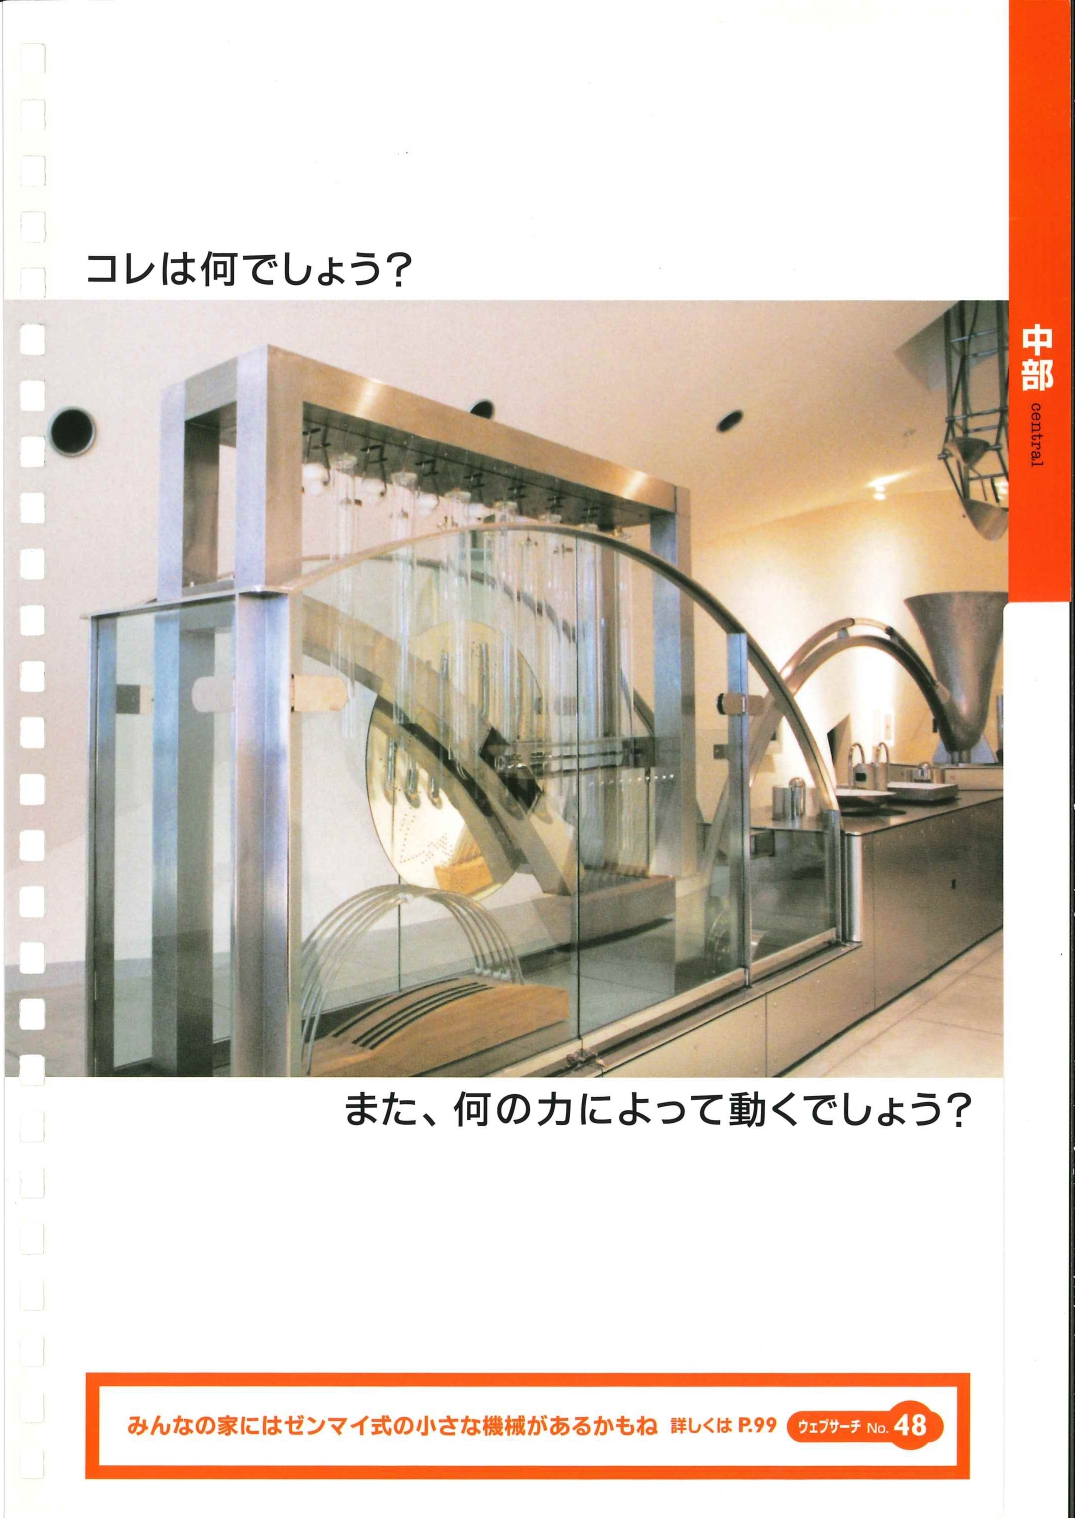 コレは何でしょう?
中部 central
また、何の力によって動くでしょう?
みんなの家にはゼンマイ式の小さな機械があるかもね 詳しくは P.99 ウェブサーチ No. 48